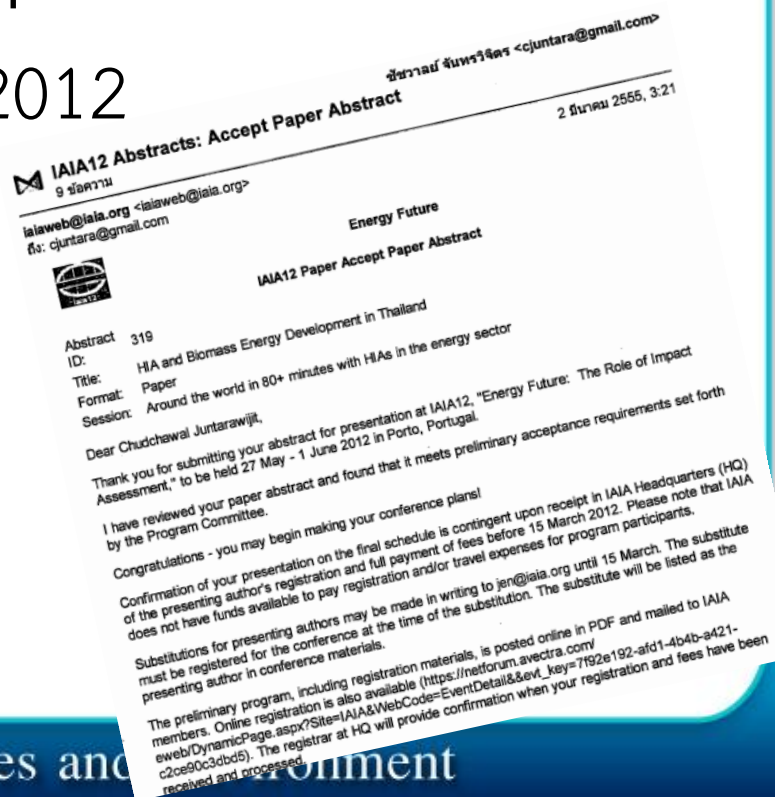 2012
ชัชวาลย์ จันทรวิจิตร <cjuntara@gmail.com>
IAIA12 Abstracts: Accept Paper Abstract
9 ข้อความ
2 มีนาคม 2555, 3:21
iaiaweb@iaia.org <iaiaweb@iaia.org>
ถึง: cjuntara@gmail.com
Energy Future
IAIA12 Paper Accept Paper Abstract
iaia12
Abstract ID: 319
Title: HIA and Biomass Energy Development in Thailand
Format: Paper
Session: Around the world in 80+ minutes with HIAs in the energy sector
Dear Chudchawal Juntarawijit,
Thank you for submitting your abstract for presentation at IAIA12, "Energy Future: The Role of Impact
Assessment," to be held 27 May - 1 June 2012 in Porto, Portugal.
I have reviewed your paper abstract and found that it meets preliminary acceptance requirements set forth
by the Program Committee.
Congratulations - you may begin making your conference plans!
Confirmation of your presentation on the final schedule is contingent upon receipt in IAIA Headquarters (HQ)
of the presenting author's registration and full payment of fees before 15 March 2012. Please note that IAIA
does not have funds available to pay registration and/or travel expenses for program participants.
Substitutions for presenting authors may be made in writing to jen@iaia.org until 15 March. The substitute
must be registered for the conference at the time of the substitution. The substitute will be listed as the
presenting author in conference materials.
The preliminary program, including registration materials, is posted online in PDF and mailed to IAIA
members. Online registration is also available (https://netforum.avectra.com/
eweb/DynamicPage.aspx?Site=IAIA&WebCode=EventDetail&&evt_key=7f92e192-afd1-4b4b-a421-
c2ce90c3dbd5). The registrar at HQ will provide confirmation when your registration and fees have been
received and processed.
es and ronment